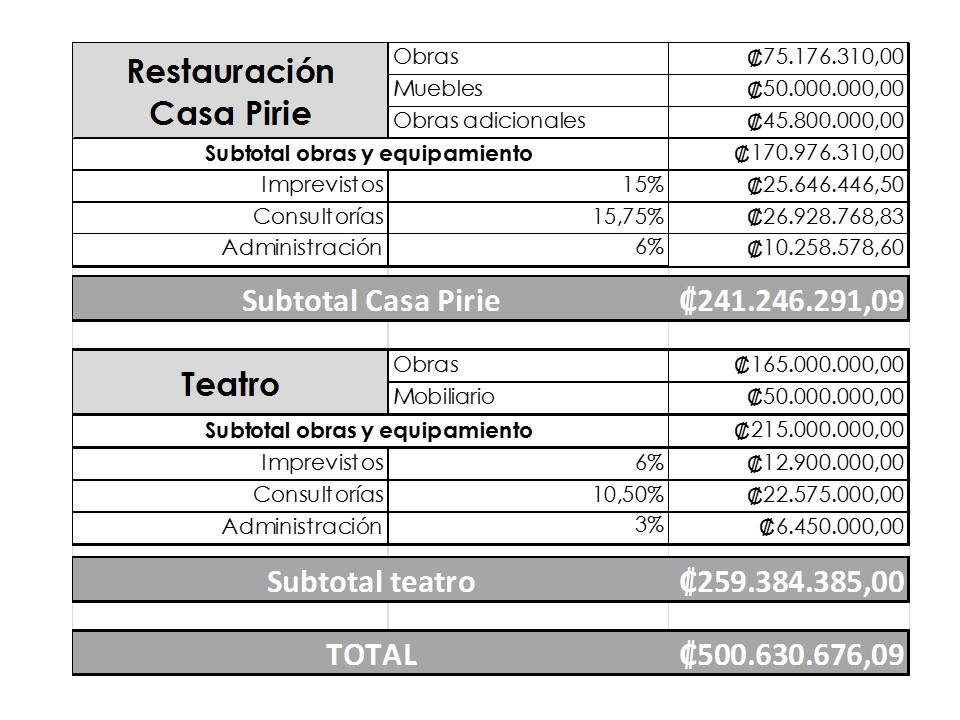 Restauración Casa Pirie
Obras ₡75.176.310,00
Muebles ₡50.000.000,00
Obras adicionales ₡45.800.000,00
Subtotal obras y equipamiento ₡170.976.310,00
Imprevistos 15% ₡25.646.446,50
Consultorías 15,75% ₡26.928.768,83
Administración 6% ₡10.258.578,60
Subtotal Casa Pirie ₡241.246.291,09
Teatro
Obras ₡165.000.000,00
Mobiliario ₡50.000.000,00
Subtotal obras y equipamiento ₡215.000.000,00
Imprevistos 6% ₡12.900.000,00
Consultorías 10,50% ₡22.575.000,00
Administración 3% ₡6.450.000,00
Subtotal teatro ₡259.384.385,00
TOTAL ₡500.630.676,09